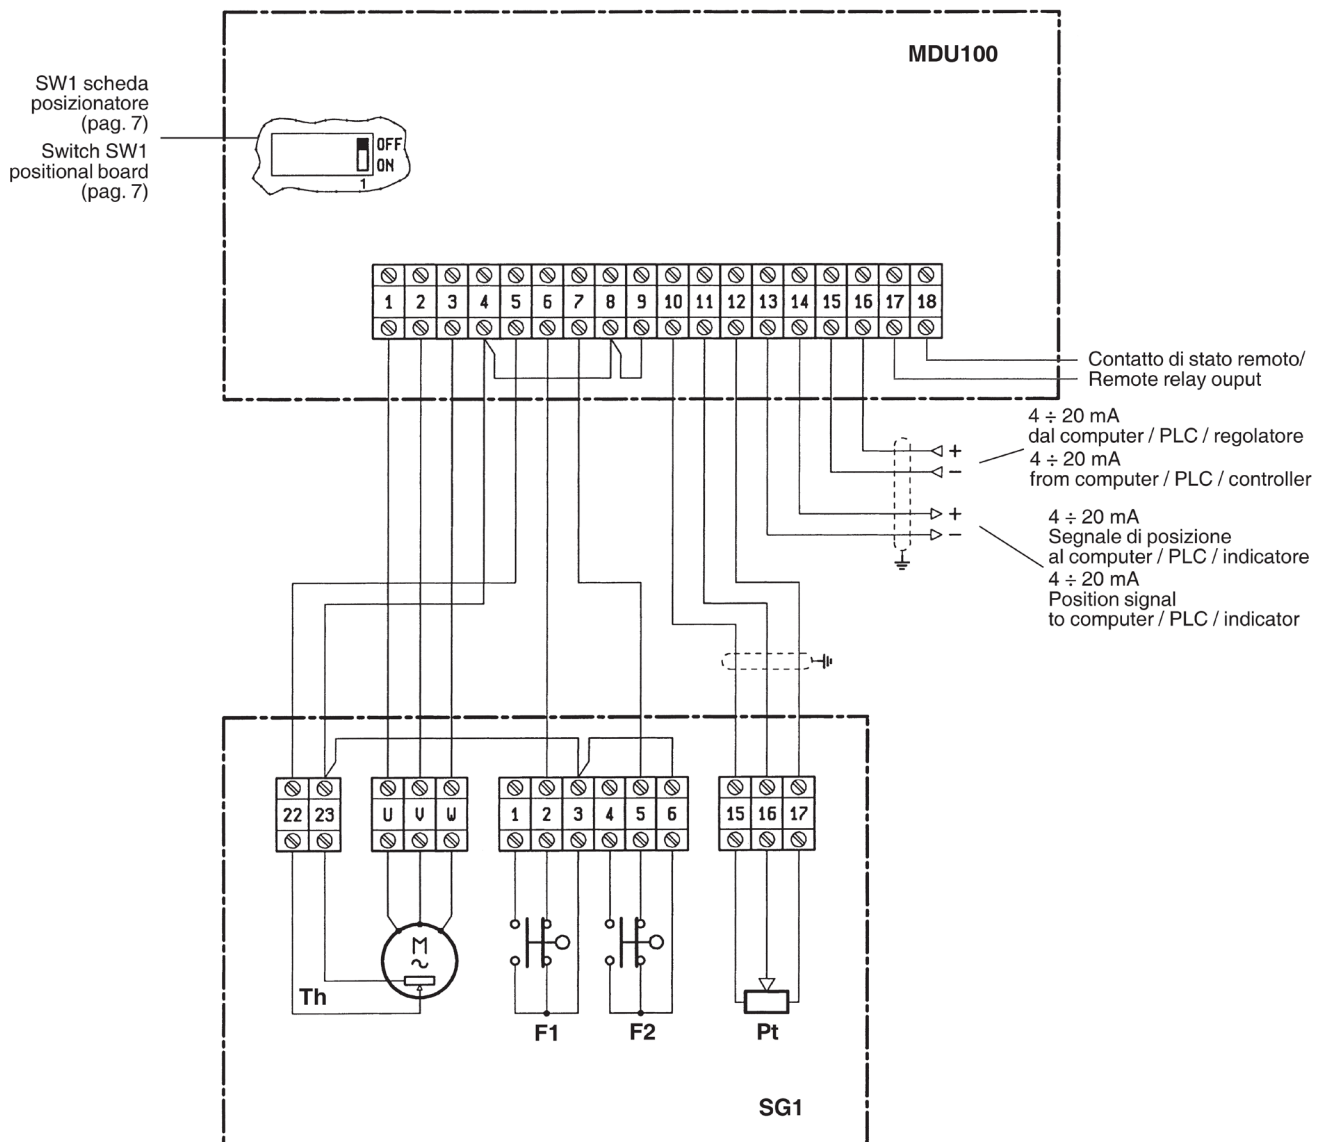 MDU100
SW1 scheda
posizionatore
(pag. 7)
Switch SW1
positional board
(pag. 7)
OFF
ON
1
1 2 3 4 5 6 7 8 9 10 11 12 13 14 15 16 17 18
Contatto di stato remoto/
Remote relay ouput
4 ÷ 20 mA
dal computer / PLC / regolatore
4 ÷ 20 mA
from computer / PLC / controller
+
−
+
−
4 ÷ 20 mA
Segnale di posizione
al computer / PLC / indicatore
4 ÷ 20 mA
Position signal
to computer / PLC / indicator
22 23 U V W 1 2 3 4 5 6 15 16 17
M
~
Th
F1 F2 Pt
SG1